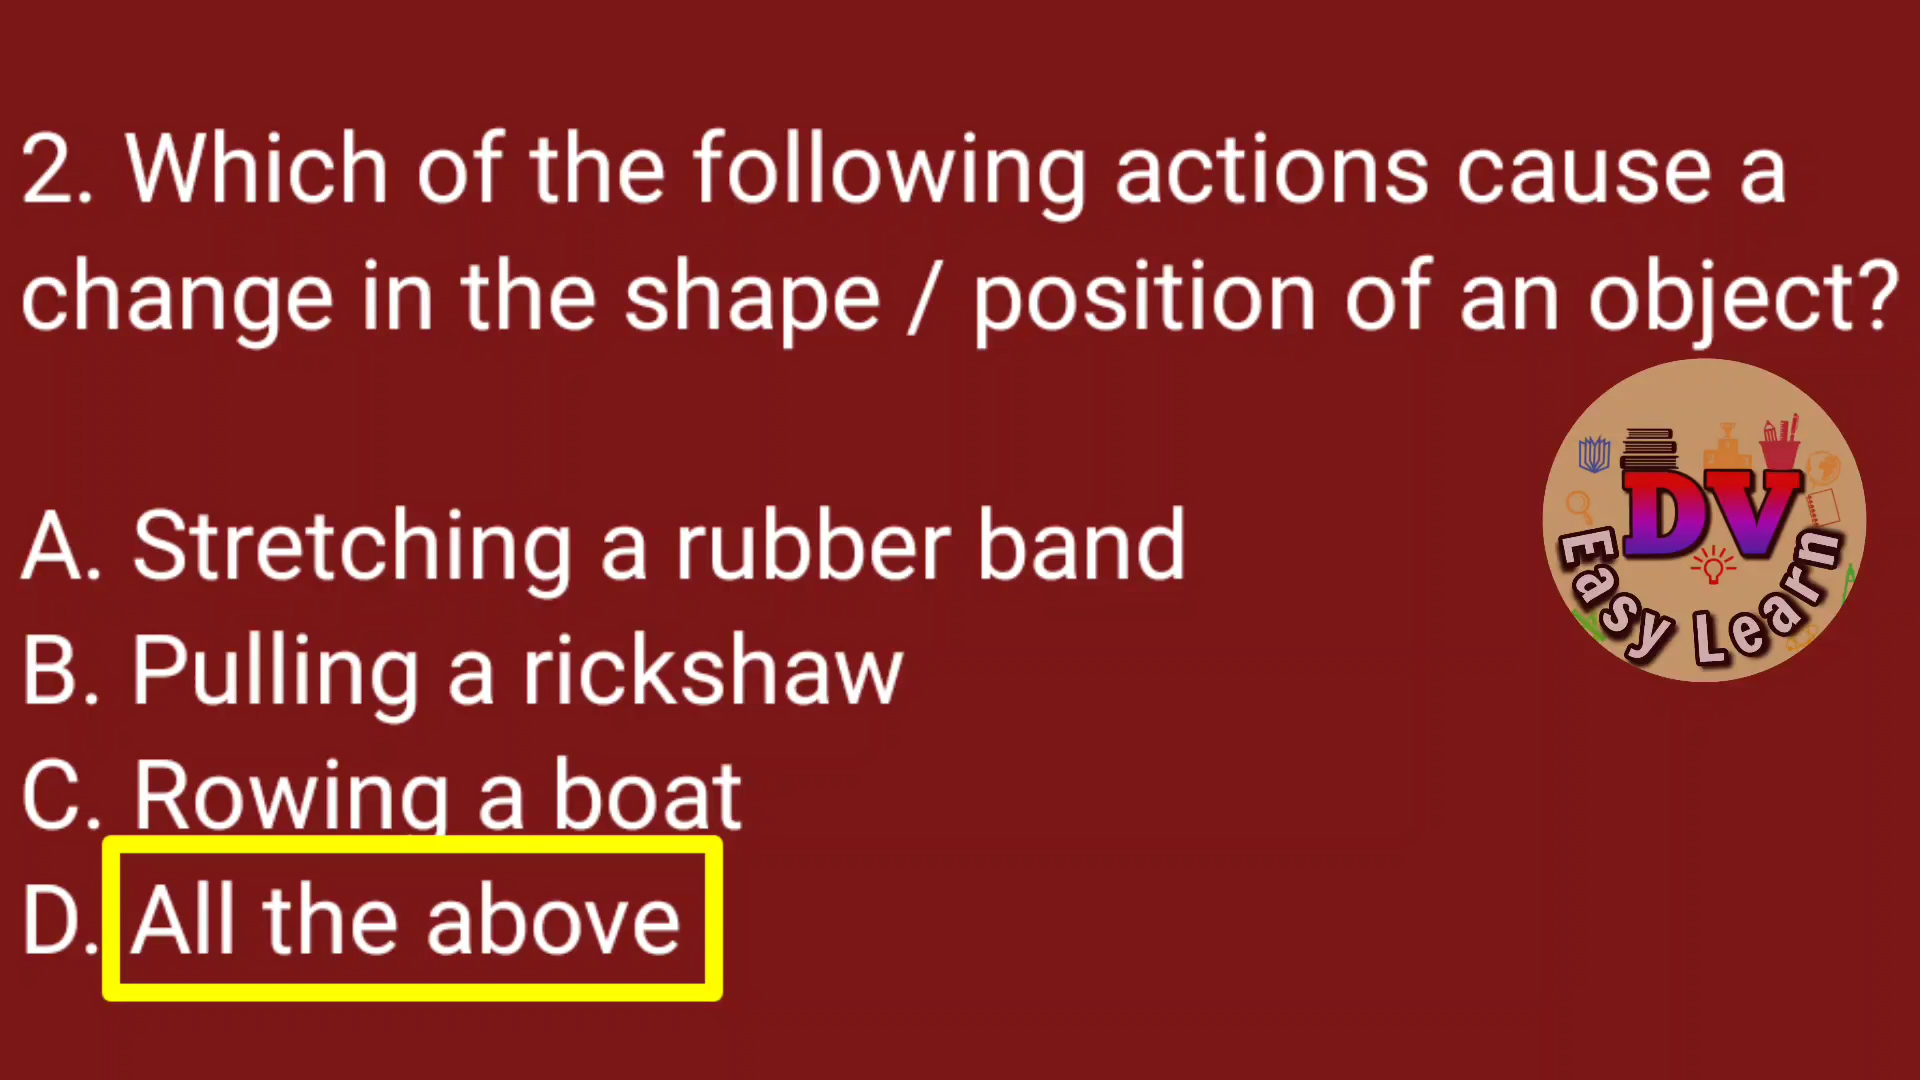 2. Which of the following actions cause a
change in the shape / position of an object?
A. Stretching a rubber band
B. Pulling a rickshaw
C. Rowing a boat
D. All the above
DV
Easy Learn